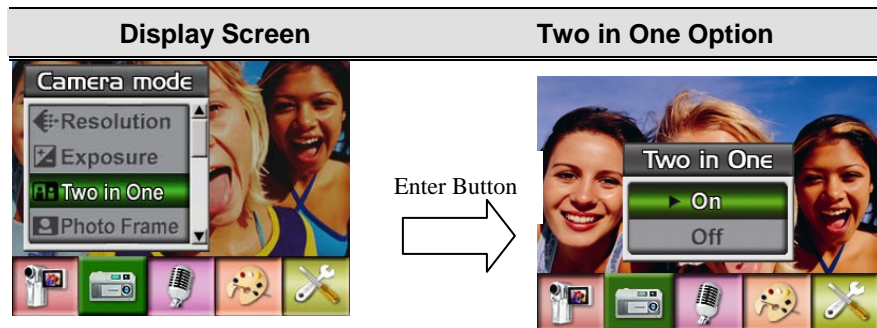 Display Screen Two in One Option
Camera mode
Resolution
Exposure
Two in One
Photo Frame
Enter Button
Two in One
On
Off